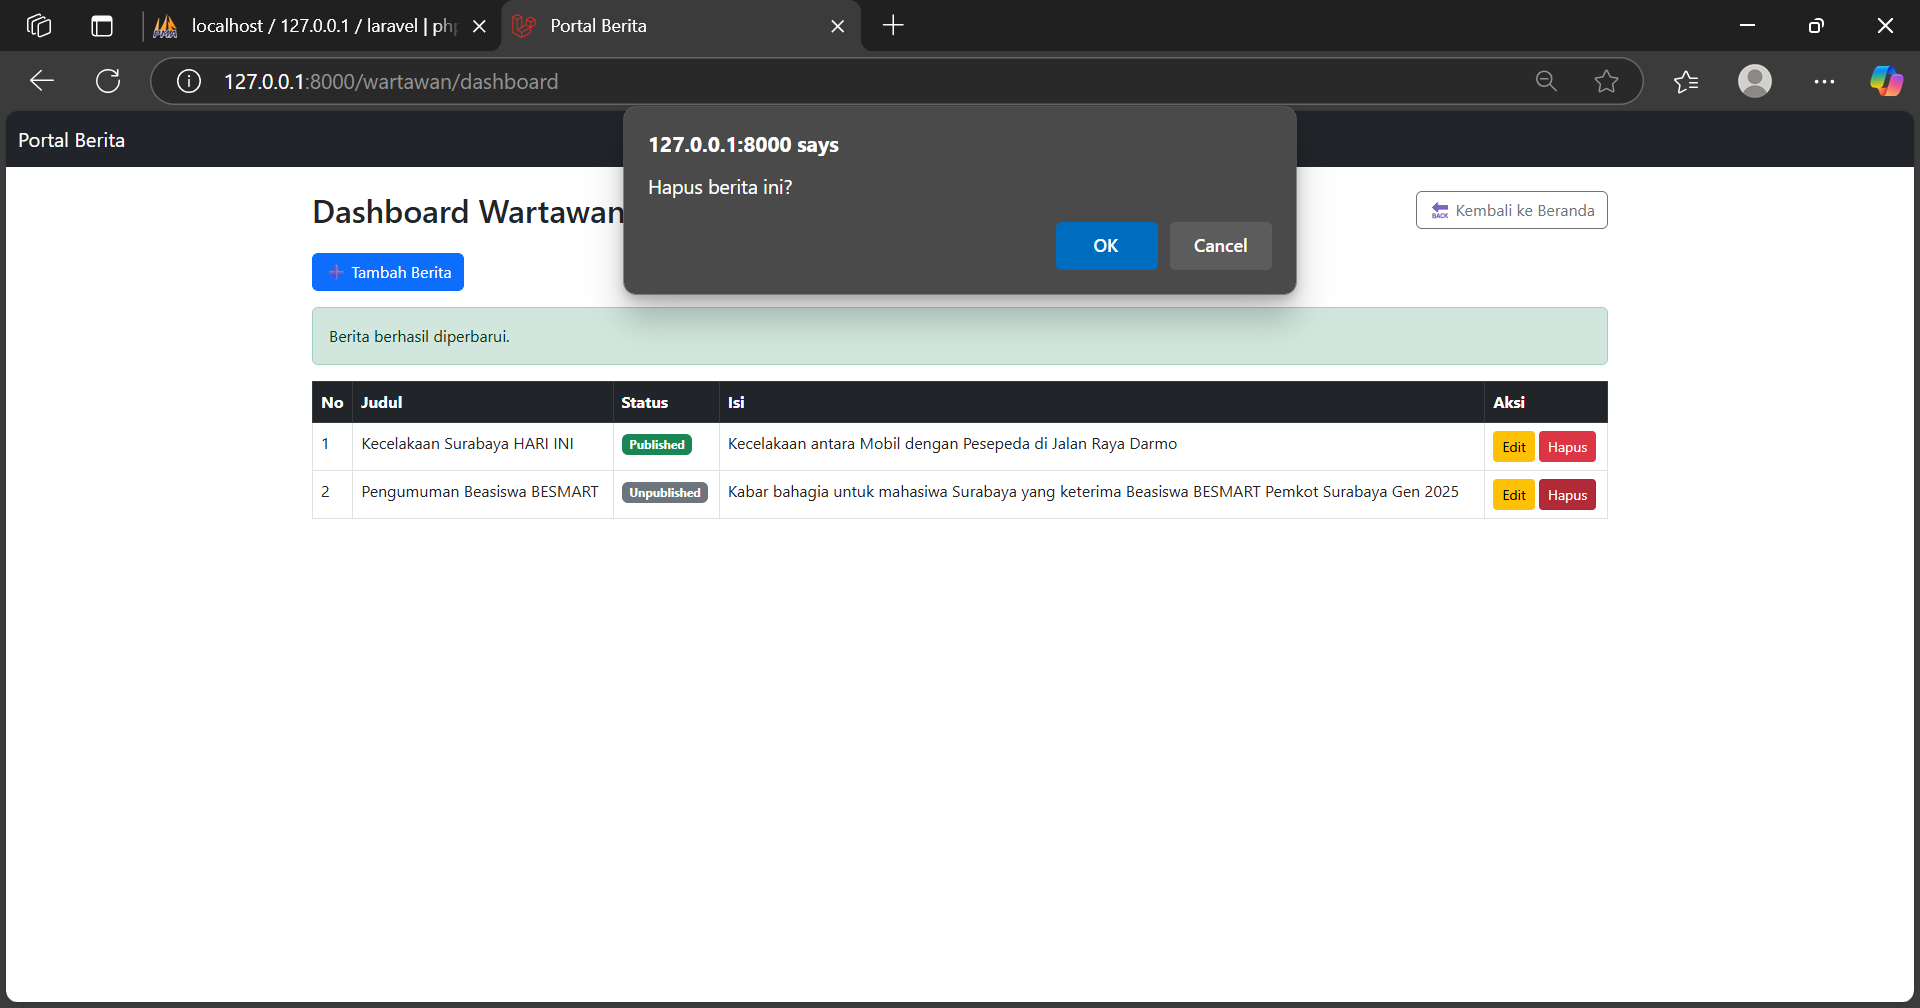 localhost / 127.0.0.1 / laravel | ph
Portal Berita
127.0.0.1:8000/wartawan/dashboard
Portal Berita
127.0.0.1:8000 says
Hapus berita ini?
OK
Cancel
Dashboard Wartawan
BACK Kembali ke Beranda
Tambah Berita
Berita berhasil diperbarui.
No Judul Status Isi Aksi
1 Kecelakaan Surabaya HARI INI Published Kecelakaan antara Mobil dengan Pesepeda di Jalan Raya Darmo Edit Hapus
2 Pengumuman Beasiswa BESMART Unpublished Kabar bahagia untuk mahasiwa Surabaya yang keterima Beasiswa BESMART Pemkot Surabaya Gen 2025 Edit Hapus